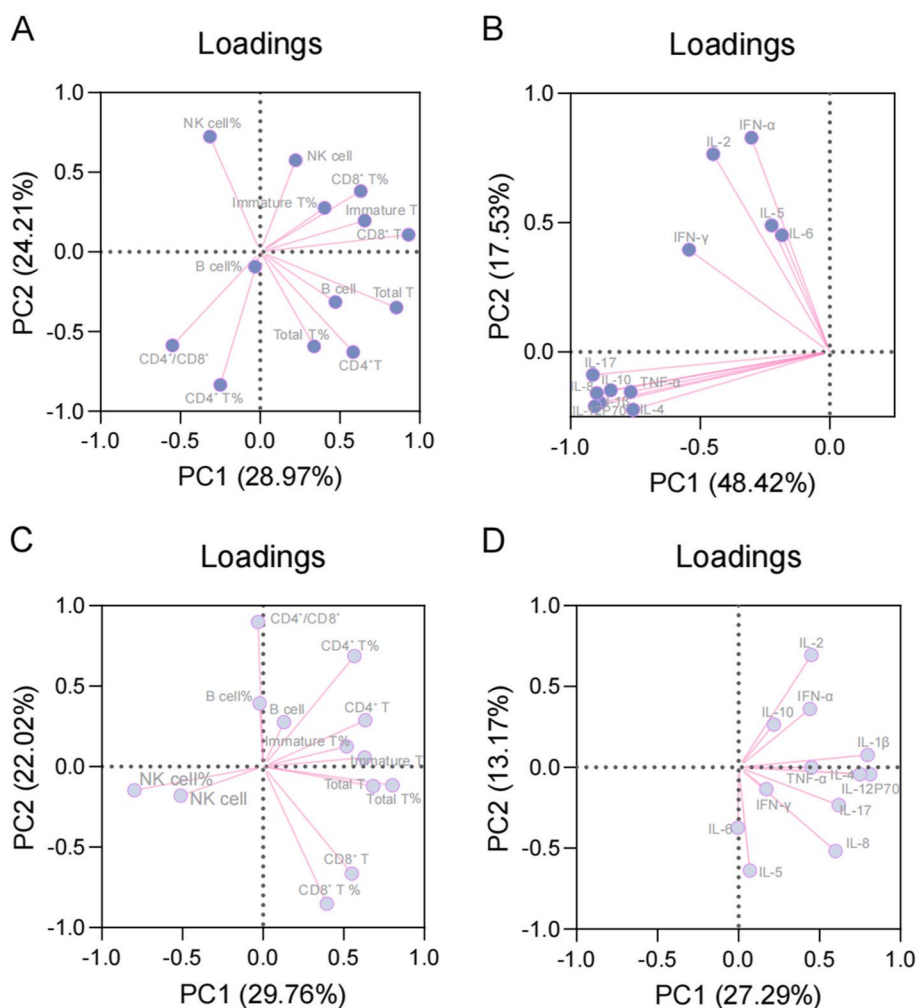 A
Loadings
1.0
0.5
0.0
-0.5
-1.0
PC2 (24.21%)
NK cell%
NK cell
CD8⁺ T%
Immature T%
Immature T
CD8⁺ T
B cell%
B cell
Total T
Total T%
CD4⁺T
CD4⁺/CD8⁺
CD4⁺ T%
-1.0 -0.5 0.0 0.5 1.0
PC1 (28.97%)
B
Loadings
1.0
0.5
0.0
PC2 (17.53%)
IFN-α
IL-2
IL-5
IL-6
IFN-γ
IL-17
IL-8
IL-10
TNF-α
IL-1β
IL-12P70
IL-4
-1.0 -0.5 0.0
PC1 (48.42%)
C
Loadings
1.0
0.5
0.0
-0.5
-1.0
PC2 (22.02%)
CD4⁺/CD8⁺
CD4⁺ T%
B cell%
B cell
CD4⁺ T
Immature T%
Immature T
NK cell%
NK cell
Total T
Total T%
CD8⁺ T
CD8⁺ T %
-1.0 -0.5 0.0 0.5 1.0
PC1 (29.76%)
D
Loadings
1.0
0.5
0.0
-0.5
-1.0
PC2 (13.17%)
IL-2
IFN-α
IL-10
IL-1β
TNF-α
IL-4
IL-12P70
IFN-γ
IL-17
IL-6
IL-8
IL-5
-1.0 -0.5 0.0 0.5 1.0
PC1 (27.29%)